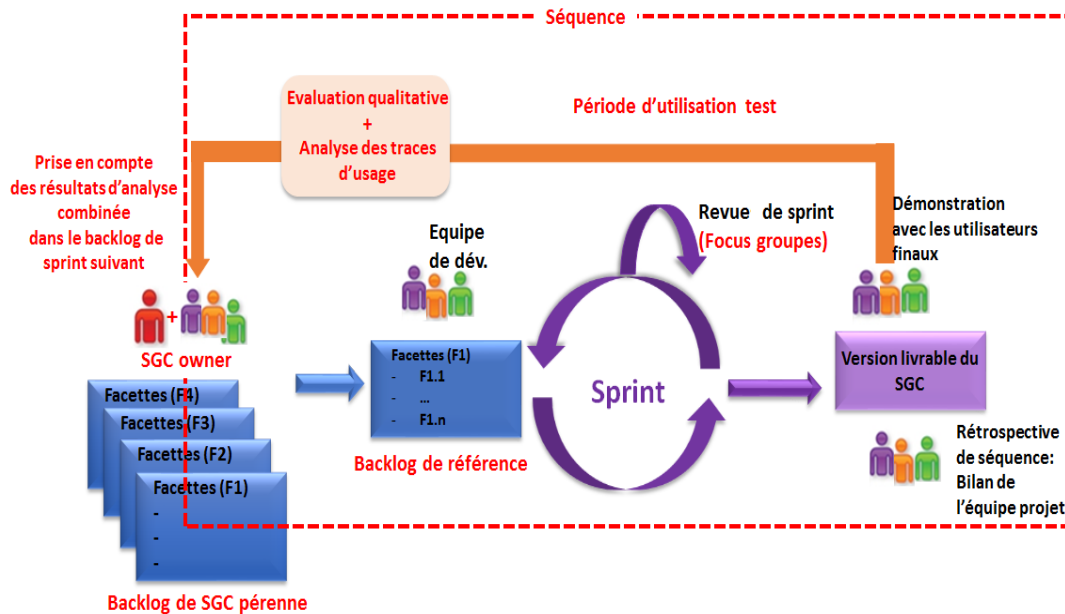 Séquence
Evaluation qualitative
+
Analyse des traces
d'usage
Période d'utilisation test
Prise en compte
des résultats d'analyse
combinée
dans le backlog de
sprint suivant
+
SGC owner
Facettes (F4)
Facettes (F3)
Facettes (F2)
Facettes (F1)
-
-
-
Backlog de SGC pérenne
Equipe
de dév.
Facettes (F1)
- F1.1
- ...
- F1.n
Backlog de référence
Revue de sprint
(Focus groupes)
Sprint
Démonstration
avec les utilisateurs
finaux
Version livrable du
SGC
Rétrospective
de séquence:
Bilan de
l'équipe projet